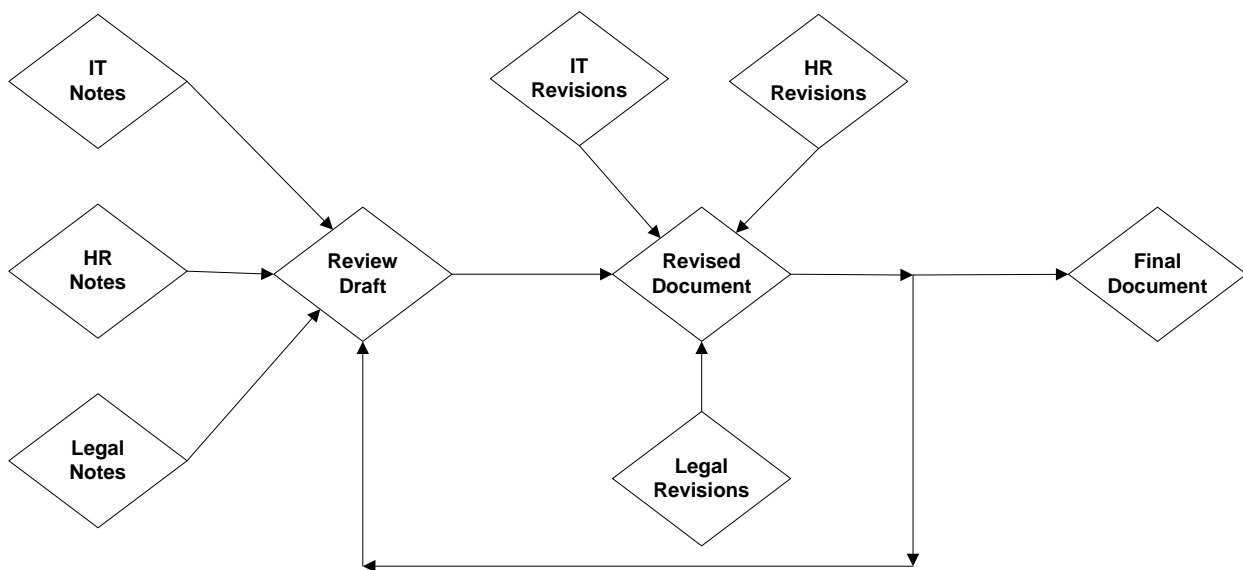 IT
Notes
IT
Revisions
HR
Revisions
HR
Notes
Review
Draft
Revised
Document
Final
Document
Legal
Notes
Legal
Revisions